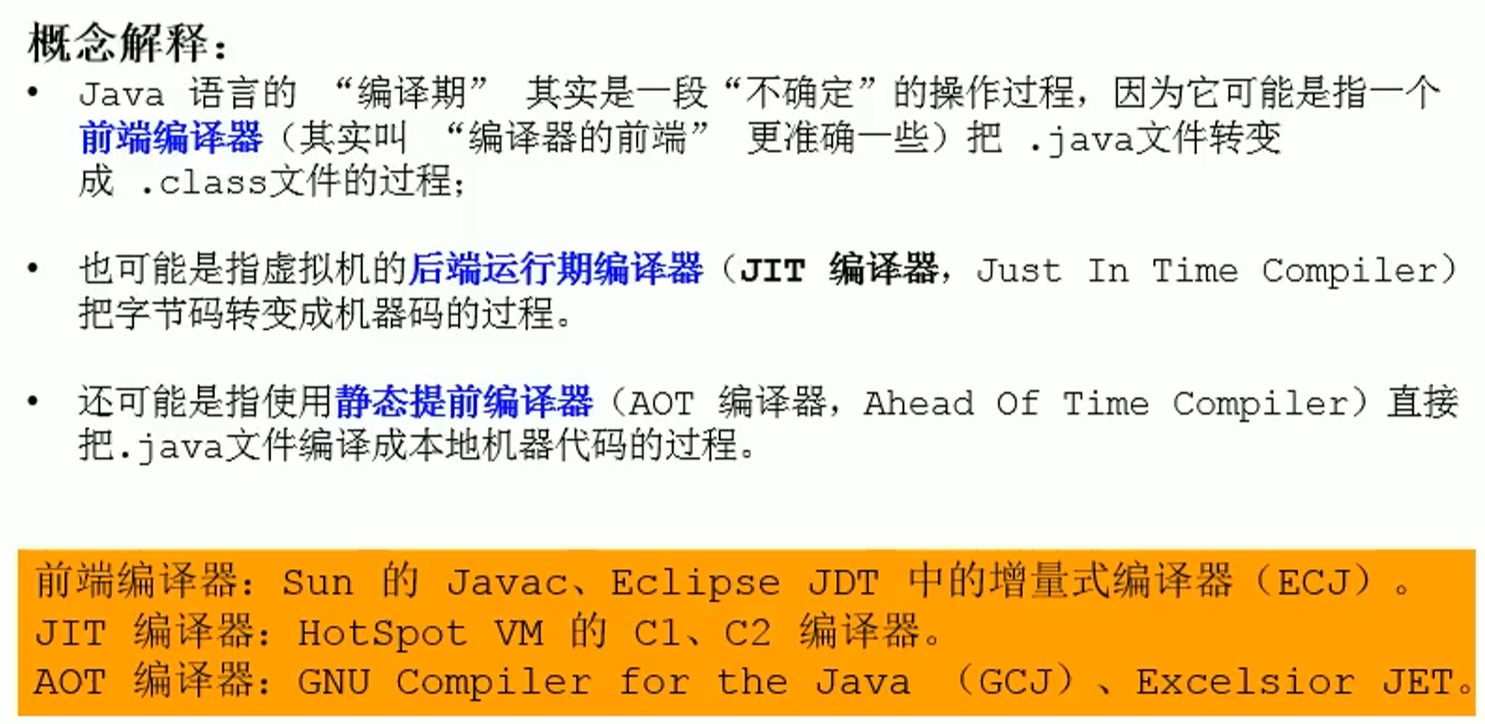 概念解释：
• Java 语言的 “编译期” 其实是一段“不确定”的操作过程，因为它可能是指一个
前端编译器（其实叫 “编译器的前端” 更准确一些）把 .java文件转变
成 .class文件的过程；
• 也可能是指虚拟机的后端运行期编译器（JIT 编译器，Just In Time Compiler）
把字节码转变成机器码的过程。
• 还可能是指使用静态提前编译器（AOT 编译器，Ahead Of Time Compiler）直接
把.java文件编译成本地机器代码的过程。
前端编译器：Sun 的 Javac、Eclipse JDT 中的增量式编译器（ECJ）。
JIT 编译器：HotSpot VM 的 C1、C2 编译器。
AOT 编译器：GNU Compiler for the Java （GCJ）、Excelsior JET。